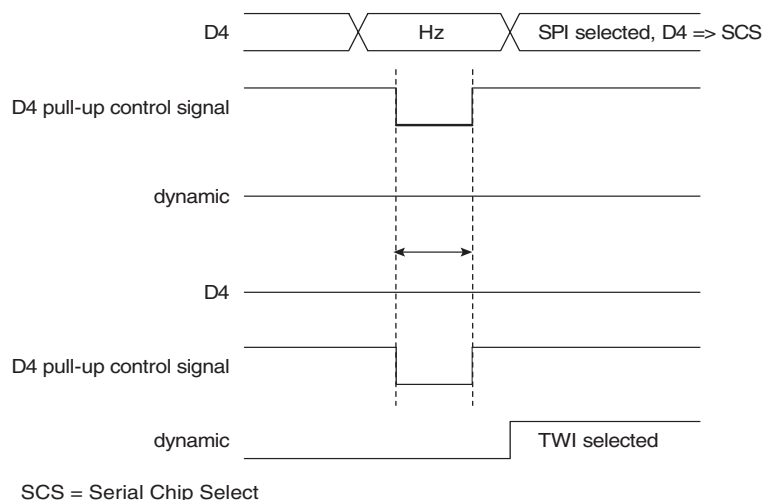 D4
Hz
SPI selected, D4 => SCS
D4 pull-up control signal
dynamic
D4
D4 pull-up control signal
dynamic
TWI selected
SCS = Serial Chip Select